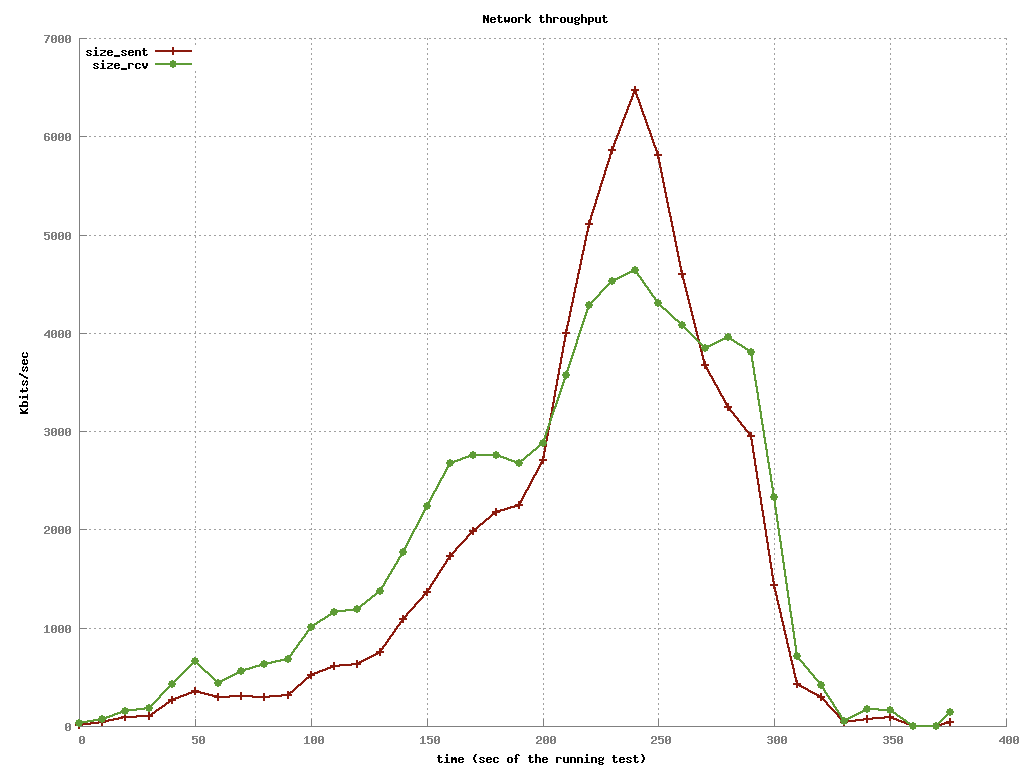 Network throughput
7000
size_sent
size_rcv
6000
5000
4000
Kbits/sec
3000
2000
1000
0
0 50 100 150 200 250 300 350 400
time (sec of the running test)